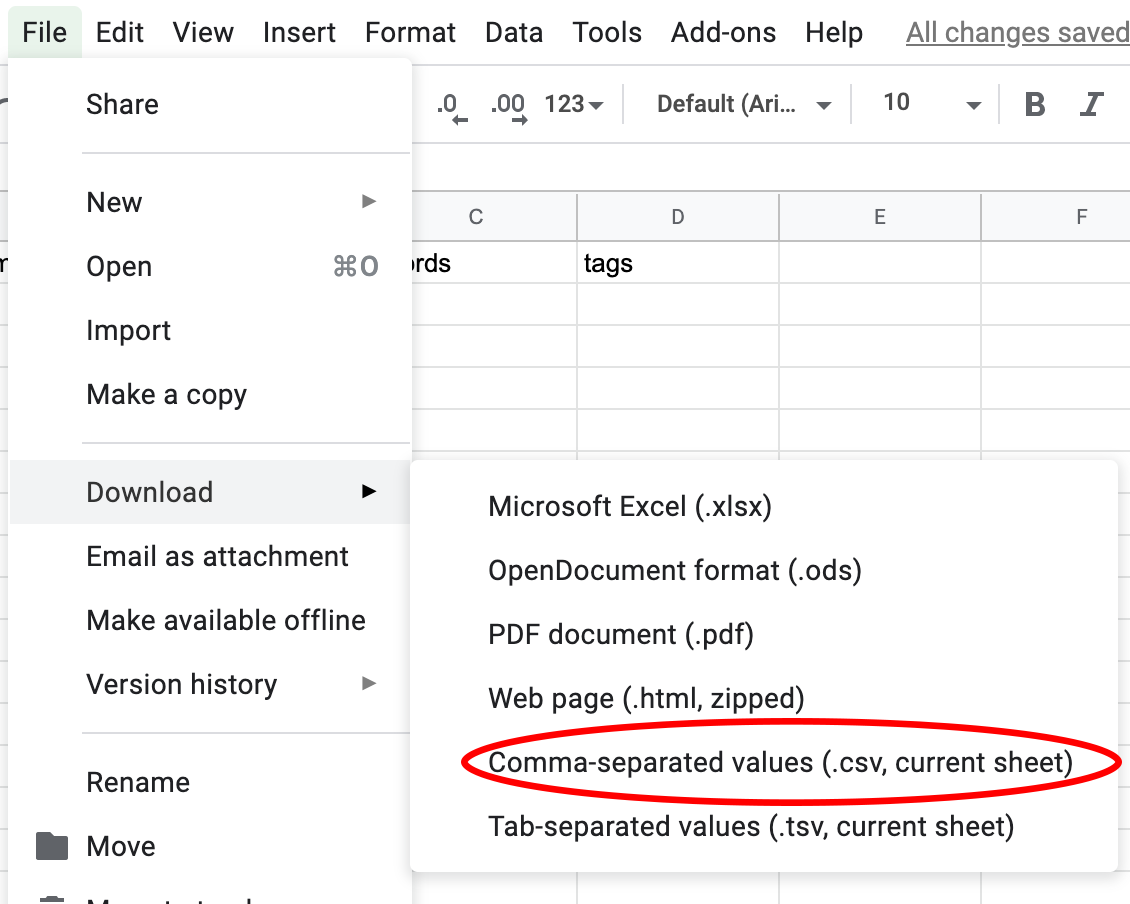 File Edit View Insert Format Data Tools Add-ons Help All changes saved
Share
.0 .00 123 Default (Ari... 10 B I
New
C D E F
Open ⌘O
tags
Import
Make a copy
Download
Microsoft Excel (.xlsx)
Email as attachment
OpenDocument format (.ods)
Make available offline
PDF document (.pdf)
Version history
Web page (.html, zipped)
Comma-separated values (.csv, current sheet)
Rename
Tab-separated values (.tsv, current sheet)
Move